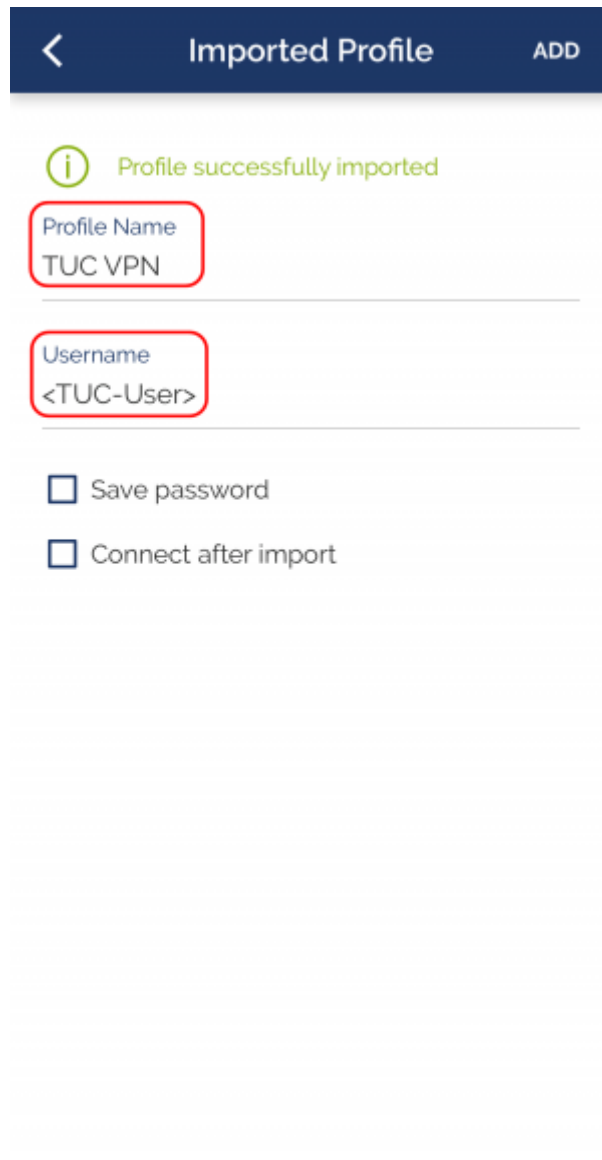 Imported Profile ADD
Profile successfully imported
Profile Name
TUC VPN
Username
<TUC-User>
Save password
Connect after import